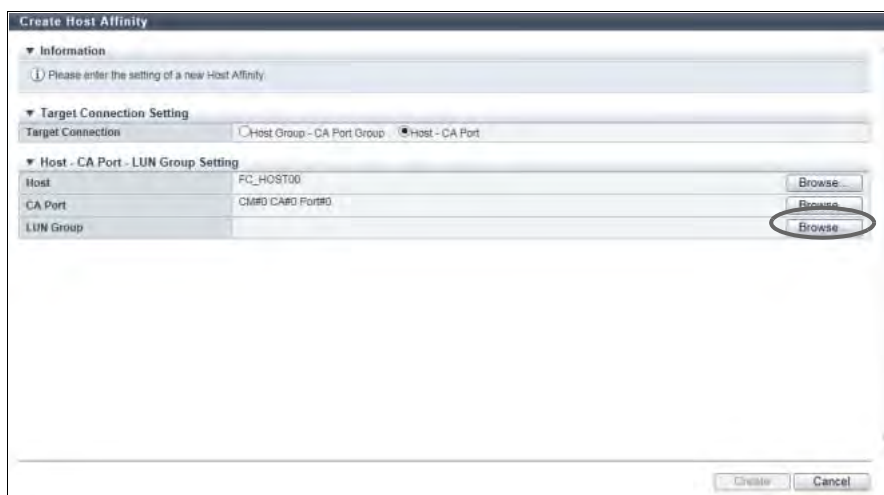 Create Host Affinity
▼ Information
ⓘ Please enter the setting of a new Host Affinity.
▼ Target Connection Setting
Target Connection Host Group - CA Port Group Host - CA Port
▼ Host - CA Port - LUN Group Setting
Host FC_HOST00 Browse...
CA Port CM#0 CA#0 Port#0 Browse...
LUN Group Browse...
Create Cancel